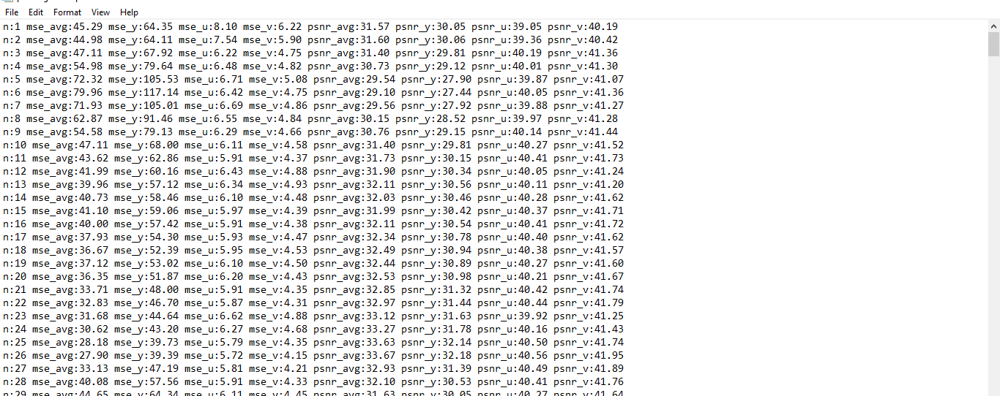 File Edit Format View Help
n:1 mse_avg:45.29 mse_y:64.35 mse_u:8.10 mse_v:6.22 psnr_avg:31.57 psnr_y:30.05 psnr_u:39.05 psnr_v:40.19
n:2 mse_avg:44.98 mse_y:64.11 mse_u:7.54 mse_v:5.90 psnr_avg:31.60 psnr_y:30.06 psnr_u:39.36 psnr_v:40.42
n:3 mse_avg:47.11 mse_y:67.92 mse_u:6.22 mse_v:4.75 psnr_avg:31.40 psnr_y:29.81 psnr_u:40.19 psnr_v:41.36
n:4 mse_avg:54.98 mse_y:79.64 mse_u:6.48 mse_v:4.82 psnr_avg:30.73 psnr_y:29.12 psnr_u:40.01 psnr_v:41.30
n:5 mse_avg:72.32 mse_y:105.53 mse_u:6.71 mse_v:5.08 psnr_avg:29.54 psnr_y:27.90 psnr_u:39.87 psnr_v:41.07
n:6 mse_avg:79.96 mse_y:117.14 mse_u:6.42 mse_v:4.75 psnr_avg:29.10 psnr_y:27.44 psnr_u:40.05 psnr_v:41.36
n:7 mse_avg:71.93 mse_y:105.01 mse_u:6.69 mse_v:4.86 psnr_avg:29.56 psnr_y:27.92 psnr_u:39.88 psnr_v:41.27
n:8 mse_avg:62.87 mse_y:91.46 mse_u:6.55 mse_v:4.84 psnr_avg:30.15 psnr_y:28.52 psnr_u:39.97 psnr_v:41.28
n:9 mse_avg:54.58 mse_y:79.13 mse_u:6.29 mse_v:4.66 psnr_avg:30.76 psnr_y:29.15 psnr_u:40.14 psnr_v:41.44
n:10 mse_avg:47.11 mse_y:68.00 mse_u:6.11 mse_v:4.58 psnr_avg:31.40 psnr_y:29.81 psnr_u:40.27 psnr_v:41.52
n:11 mse_avg:43.62 mse_y:62.86 mse_u:5.91 mse_v:4.37 psnr_avg:31.73 psnr_y:30.15 psnr_u:40.41 psnr_v:41.73
n:12 mse_avg:41.99 mse_y:60.16 mse_u:6.43 mse_v:4.88 psnr_avg:31.90 psnr_y:30.34 psnr_u:40.05 psnr_v:41.24
n:13 mse_avg:39.96 mse_y:57.12 mse_u:6.34 mse_v:4.93 psnr_avg:32.11 psnr_y:30.56 psnr_u:40.11 psnr_v:41.20
n:14 mse_avg:40.73 mse_y:58.46 mse_u:6.10 mse_v:4.48 psnr_avg:32.03 psnr_y:30.46 psnr_u:40.28 psnr_v:41.62
n:15 mse_avg:41.10 mse_y:59.06 mse_u:5.97 mse_v:4.39 psnr_avg:31.99 psnr_y:30.42 psnr_u:40.37 psnr_v:41.71
n:16 mse_avg:40.00 mse_y:57.42 mse_u:5.91 mse_v:4.38 psnr_avg:32.11 psnr_y:30.54 psnr_u:40.41 psnr_v:41.72
n:17 mse_avg:37.93 mse_y:54.30 mse_u:5.93 mse_v:4.47 psnr_avg:32.34 psnr_y:30.78 psnr_u:40.40 psnr_v:41.62
n:18 mse_avg:36.67 mse_y:52.39 mse_u:5.95 mse_v:4.53 psnr_avg:32.49 psnr_y:30.94 psnr_u:40.38 psnr_v:41.57
n:19 mse_avg:37.12 mse_y:53.02 mse_u:6.10 mse_v:4.50 psnr_avg:32.44 psnr_y:30.89 psnr_u:40.27 psnr_v:41.60
n:20 mse_avg:36.35 mse_y:51.87 mse_u:6.20 mse_v:4.43 psnr_avg:32.53 psnr_y:30.98 psnr_u:40.21 psnr_v:41.67
n:21 mse_avg:33.71 mse_y:48.00 mse_u:5.91 mse_v:4.35 psnr_avg:32.85 psnr_y:31.32 psnr_u:40.42 psnr_v:41.74
n:22 mse_avg:32.83 mse_y:46.70 mse_u:5.87 mse_v:4.31 psnr_avg:32.97 psnr_y:31.44 psnr_u:40.44 psnr_v:41.79
n:23 mse_avg:31.68 mse_y:44.64 mse_u:6.62 mse_v:4.88 psnr_avg:33.12 psnr_y:31.63 psnr_u:39.92 psnr_v:41.25
n:24 mse_avg:30.62 mse_y:43.20 mse_u:6.27 mse_v:4.68 psnr_avg:33.27 psnr_y:31.78 psnr_u:40.16 psnr_v:41.43
n:25 mse_avg:28.18 mse_y:39.73 mse_u:5.79 mse_v:4.35 psnr_avg:33.63 psnr_y:32.14 psnr_u:40.50 psnr_v:41.74
n:26 mse_avg:27.90 mse_y:39.39 mse_u:5.72 mse_v:4.15 psnr_avg:33.67 psnr_y:32.18 psnr_u:40.56 psnr_v:41.95
n:27 mse_avg:33.13 mse_y:47.19 mse_u:5.81 mse_v:4.21 psnr_avg:32.93 psnr_y:31.39 psnr_u:40.49 psnr_v:41.89
n:28 mse_avg:40.08 mse_y:57.56 mse_u:5.91 mse_v:4.33 psnr_avg:32.10 psnr_y:30.53 psnr_u:40.41 psnr_v:41.76
n:29 mse_avg:44.65 mse_y:64.34 mse_u:6.11 mse_v:4.45 psnr_avg:31.63 psnr_y:30.05 psnr_u:40.27 psnr_v:41.64